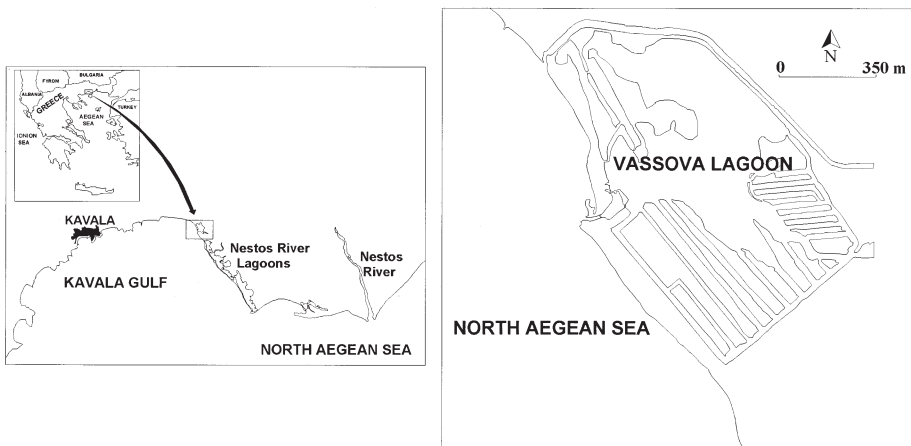 BULGARIA
FYROM
ALBANIA
GREECE
TURKEY
AEGEAN
SEA
IONION
SEA
KAVALA
Nestos River
Lagoons
Nestos
River
KAVALA GULF
NORTH AEGEAN SEA
N
0 350 m
VASSOVA LAGOON
NORTH AEGEAN SEA